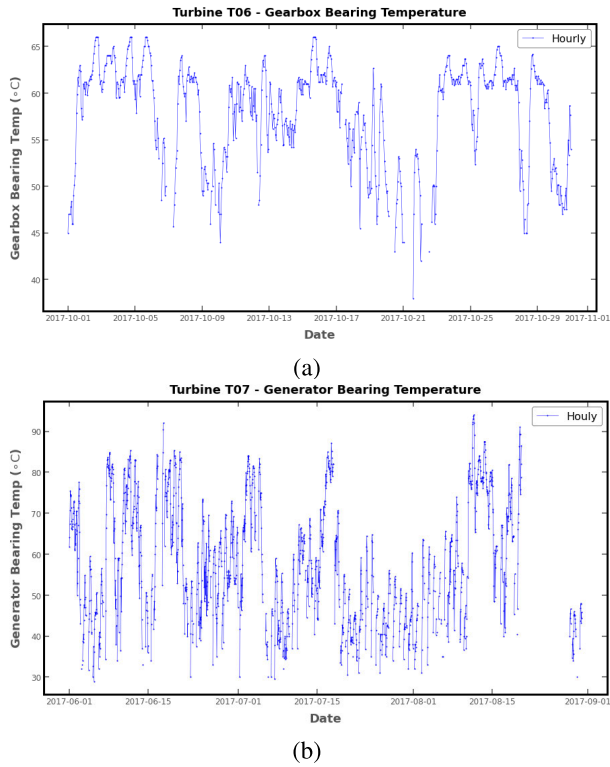 Turbine T06 - Gearbox Bearing Temperature
Hourly
65
60
55
50
45
40
Gearbox Bearing Temp (∘C)
2017-10-01 2017-10-05 2017-10-09 2017-10-13 2017-10-17 2017-10-21 2017-10-25 2017-10-29 2017-11-01
Date
(a)
Turbine T07 - Generator Bearing Temperature
Houly
90
80
70
60
50
40
30
Generator Bearing Temp (∘C)
2017-06-01 2017-06-15 2017-07-01 2017-07-15 2017-08-01 2017-08-15 2017-09-01
Date
(b)